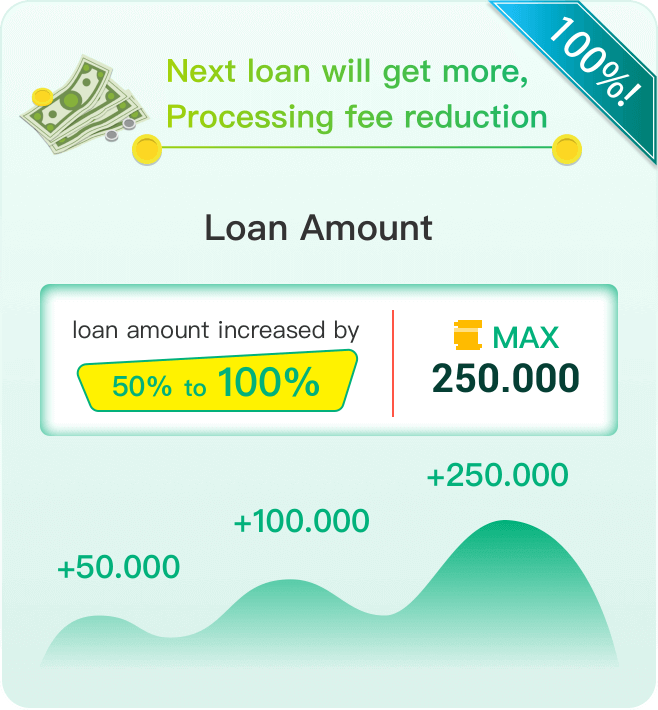 100%!
Next loan will get more,
Processing fee reduction
Loan Amount
loan amount increased by
50% to 100%
MAX
250.000
+250.000
+100.000
+50.000